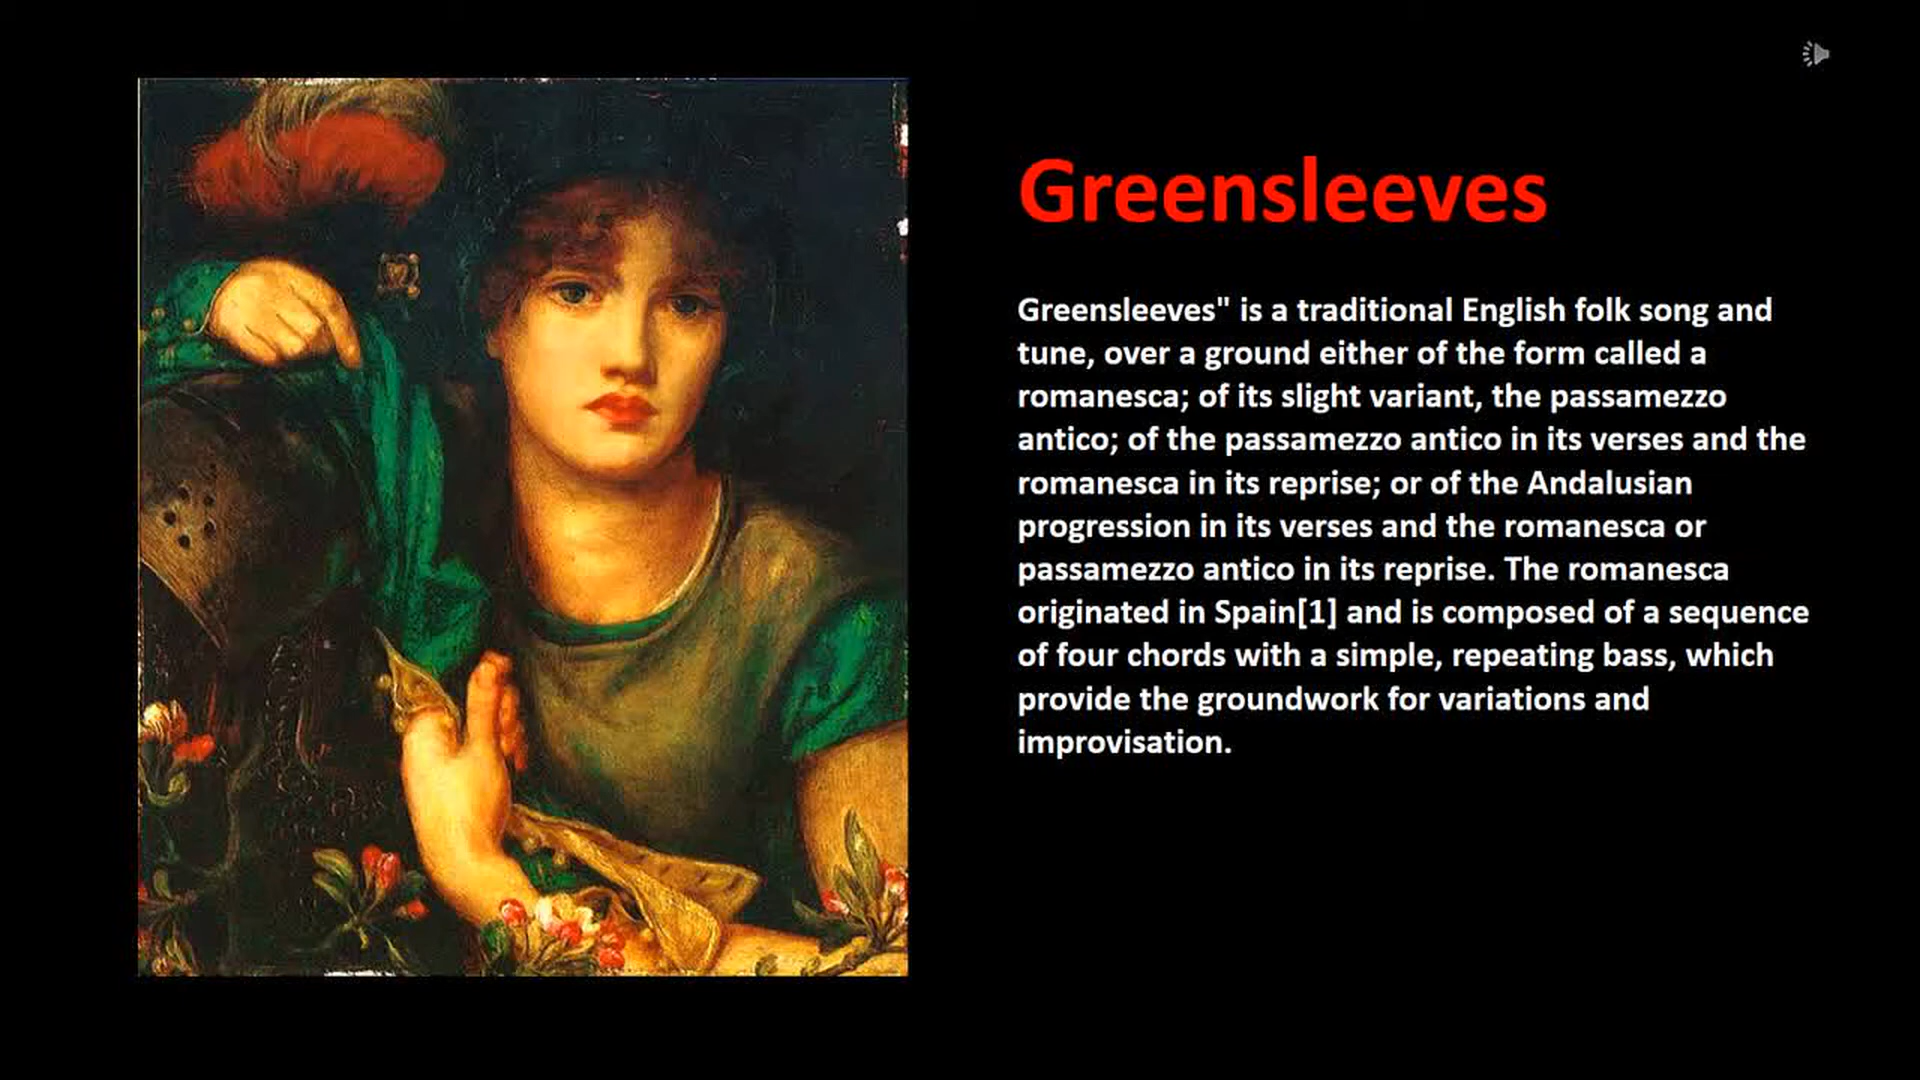 Greensleeves
Greensleeves" is a traditional English folk song and
tune, over a ground either of the form called a
romanesca; of its slight variant, the passamezzo
antico; of the passamezzo antico in its verses and the
romanesca in its reprise; or of the Andalusian
progression in its verses and the romanesca or
passamezzo antico in its reprise. The romanesca
originated in Spain[1] and is composed of a sequence
of four chords with a simple, repeating bass, which
provide the groundwork for variations and
improvisation.